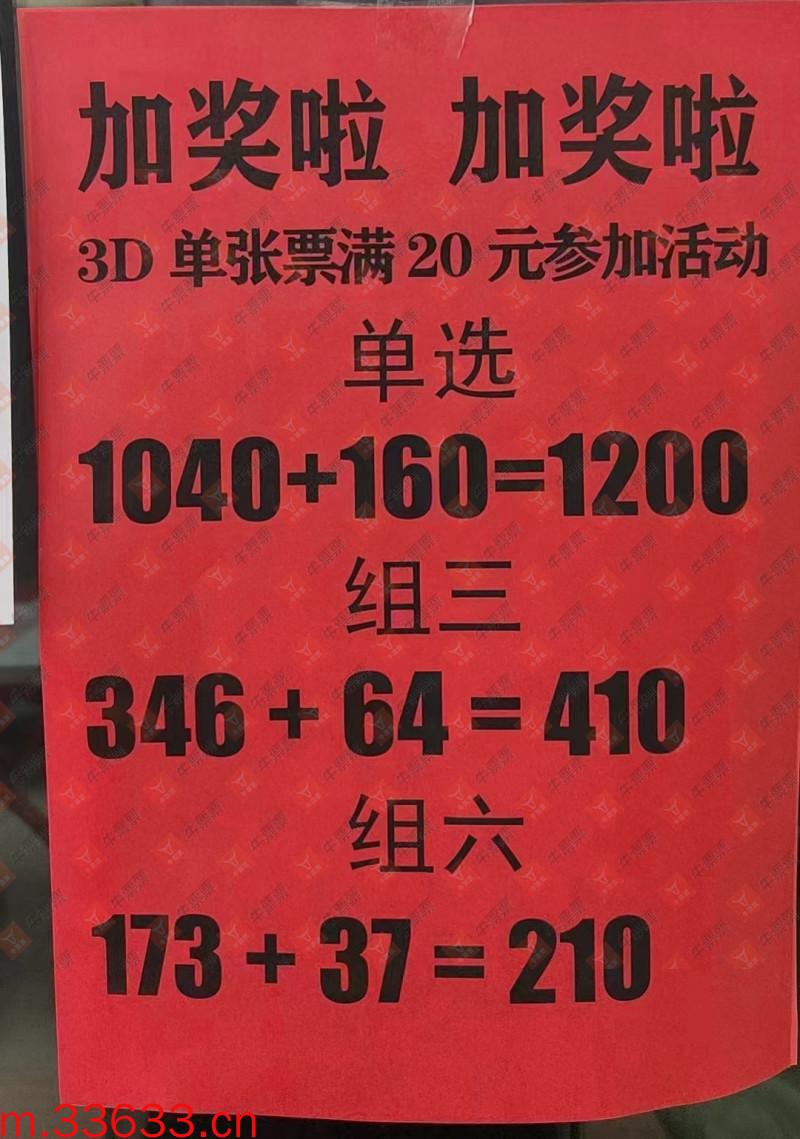 加奖啦 加奖啦
3D 单张票满 20 元参加活动
单选
1040+160=1200
组三
346 + 64 = 410
组六
173 + 37 = 210
m.33633.cn